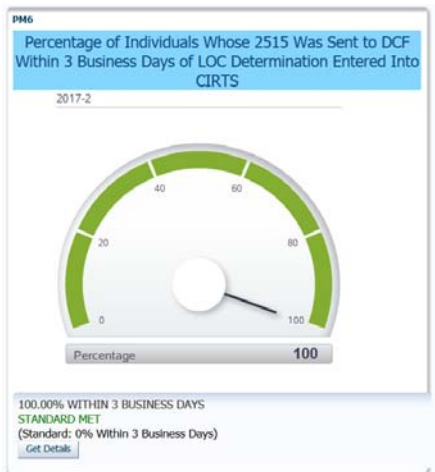 PM6
Percentage of Individuals Whose 2515 Was Sent to DCF
Within 3 Business Days of LOC Determination Entered Into
CIRTS
2017-2
40 60
20 80
0 100
Percentage 100
100.00% WITHIN 3 BUSINESS DAYS
STANDARD MET
(Standard: 0% Within 3 Business Days)
Get Details